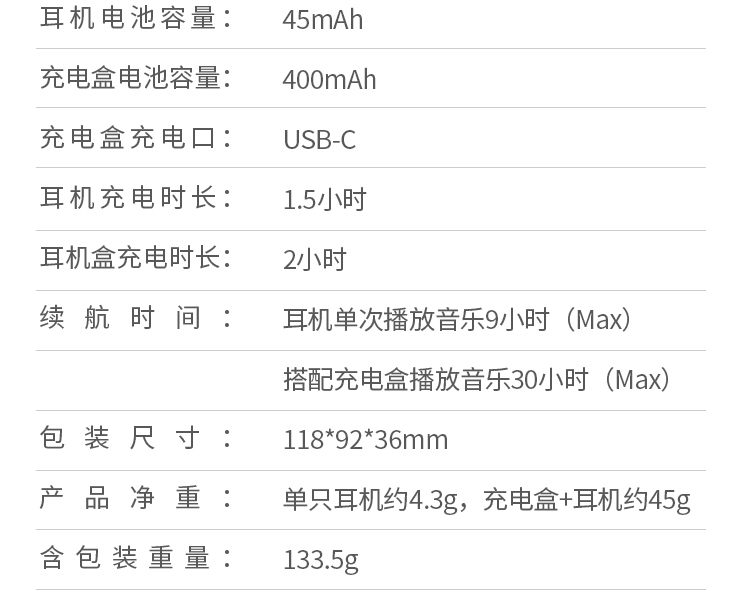 耳机电池容量： 45mAh
充电盒电池容量： 400mAh
充电盒充电口： USB-C
耳机充电时长： 1.5小时
耳机盒充电时长： 2小时
续航时间： 耳机单次播放音乐9小时（Max）
搭配充电盒播放音乐30小时（Max）
包装尺寸： 118*92*36mm
产品净重： 单只耳机约4.3g，充电盒+耳机约45g
含包装重量： 133.5g